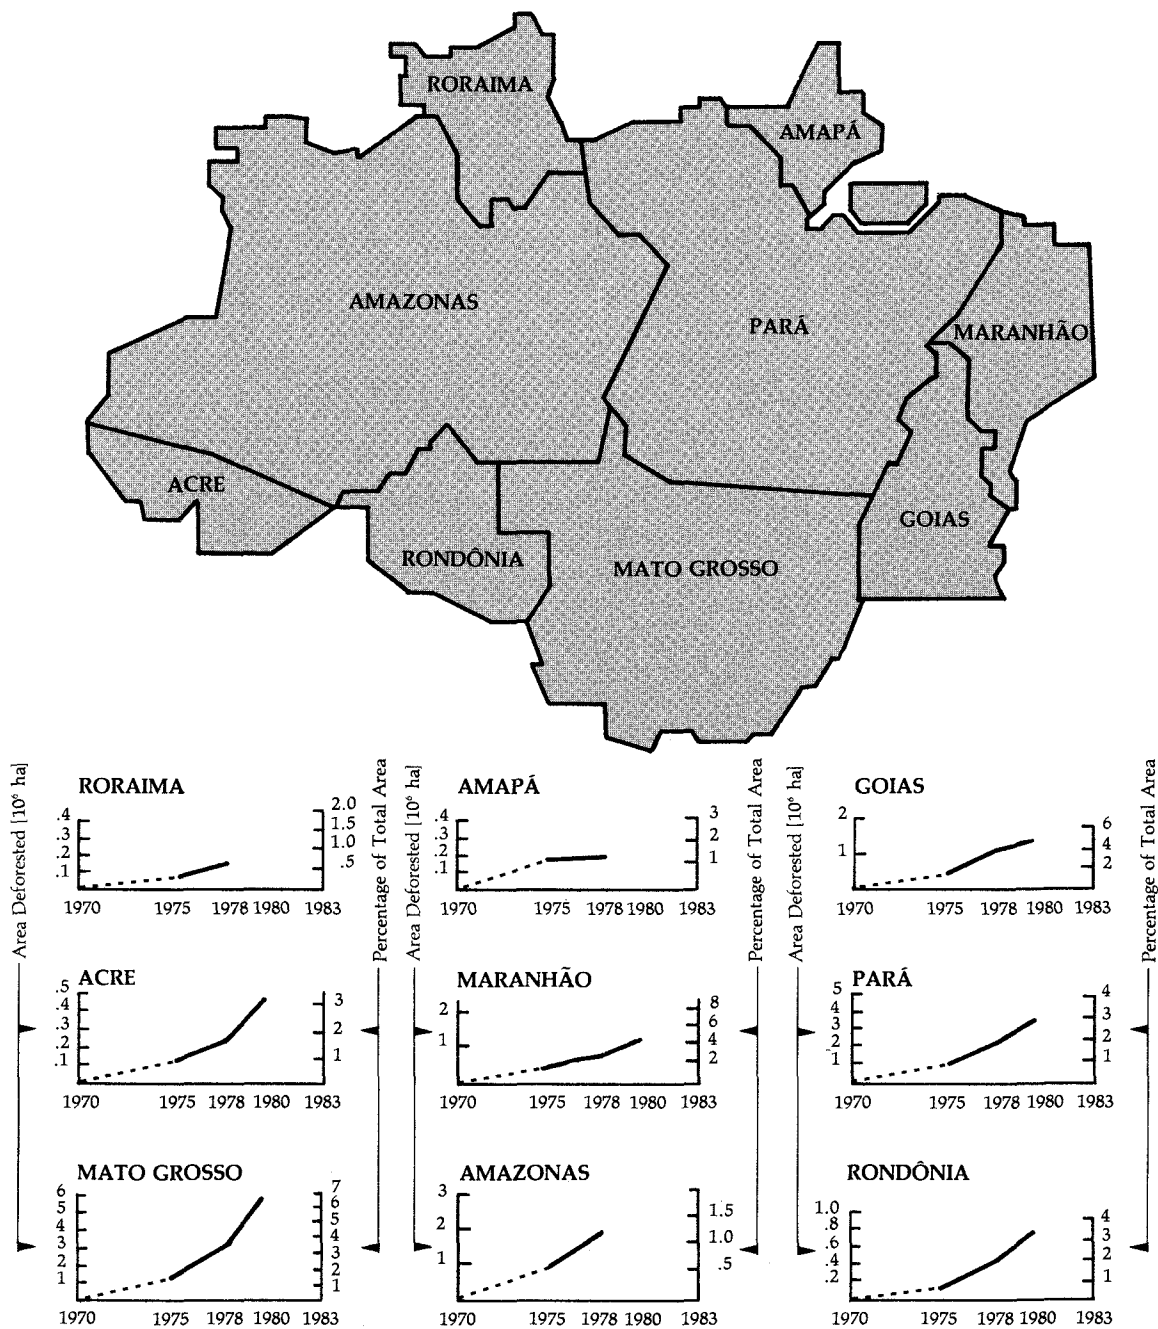 RORAIMA
AMAPÁ
AMAZONAS
PARÁ
MARANHÃO
ACRE
GOIAS
RONDÔNIA
MATO GROSSO
Area Deforested [10⁶ ha]
Percentage of Total Area
Area Deforested [10⁶ ha]
Percentage of Total Area
Area Deforested [10⁶ ha]
Percentage of Total Area
RORAIMA
.4
.3
.2
.1
2.0
1.5
1.0
.5
1970 1975 1978 1980 1983
AMAPÁ
.4
.3
.2
.1
3
2
1
1970 1975 1978 1980 1983
GOIAS
2
1
6
4
2
1970 1975 1978 1980 1983
ACRE
.5
.4
.3
.2
.1
3
2
1
1970 1975 1978 1980 1983
MARANHÃO
2
1
8
6
4
2
1970 1975 1978 1980 1983
PARÁ
5
4
3
2
1
4
3
2
1
1970 1975 1978 1980 1983
MATO GROSSO
6
5
4
3
2
1
7
6
5
4
3
2
1
1970 1975 1978 1980 1983
AMAZONAS
3
2
1
1.5
1.0
.5
1970 1975 1978 1980 1983
RONDÔNIA
1.0
.8
.6
.4
.2
4
3
2
1
1970 1975 1978 1980 1983